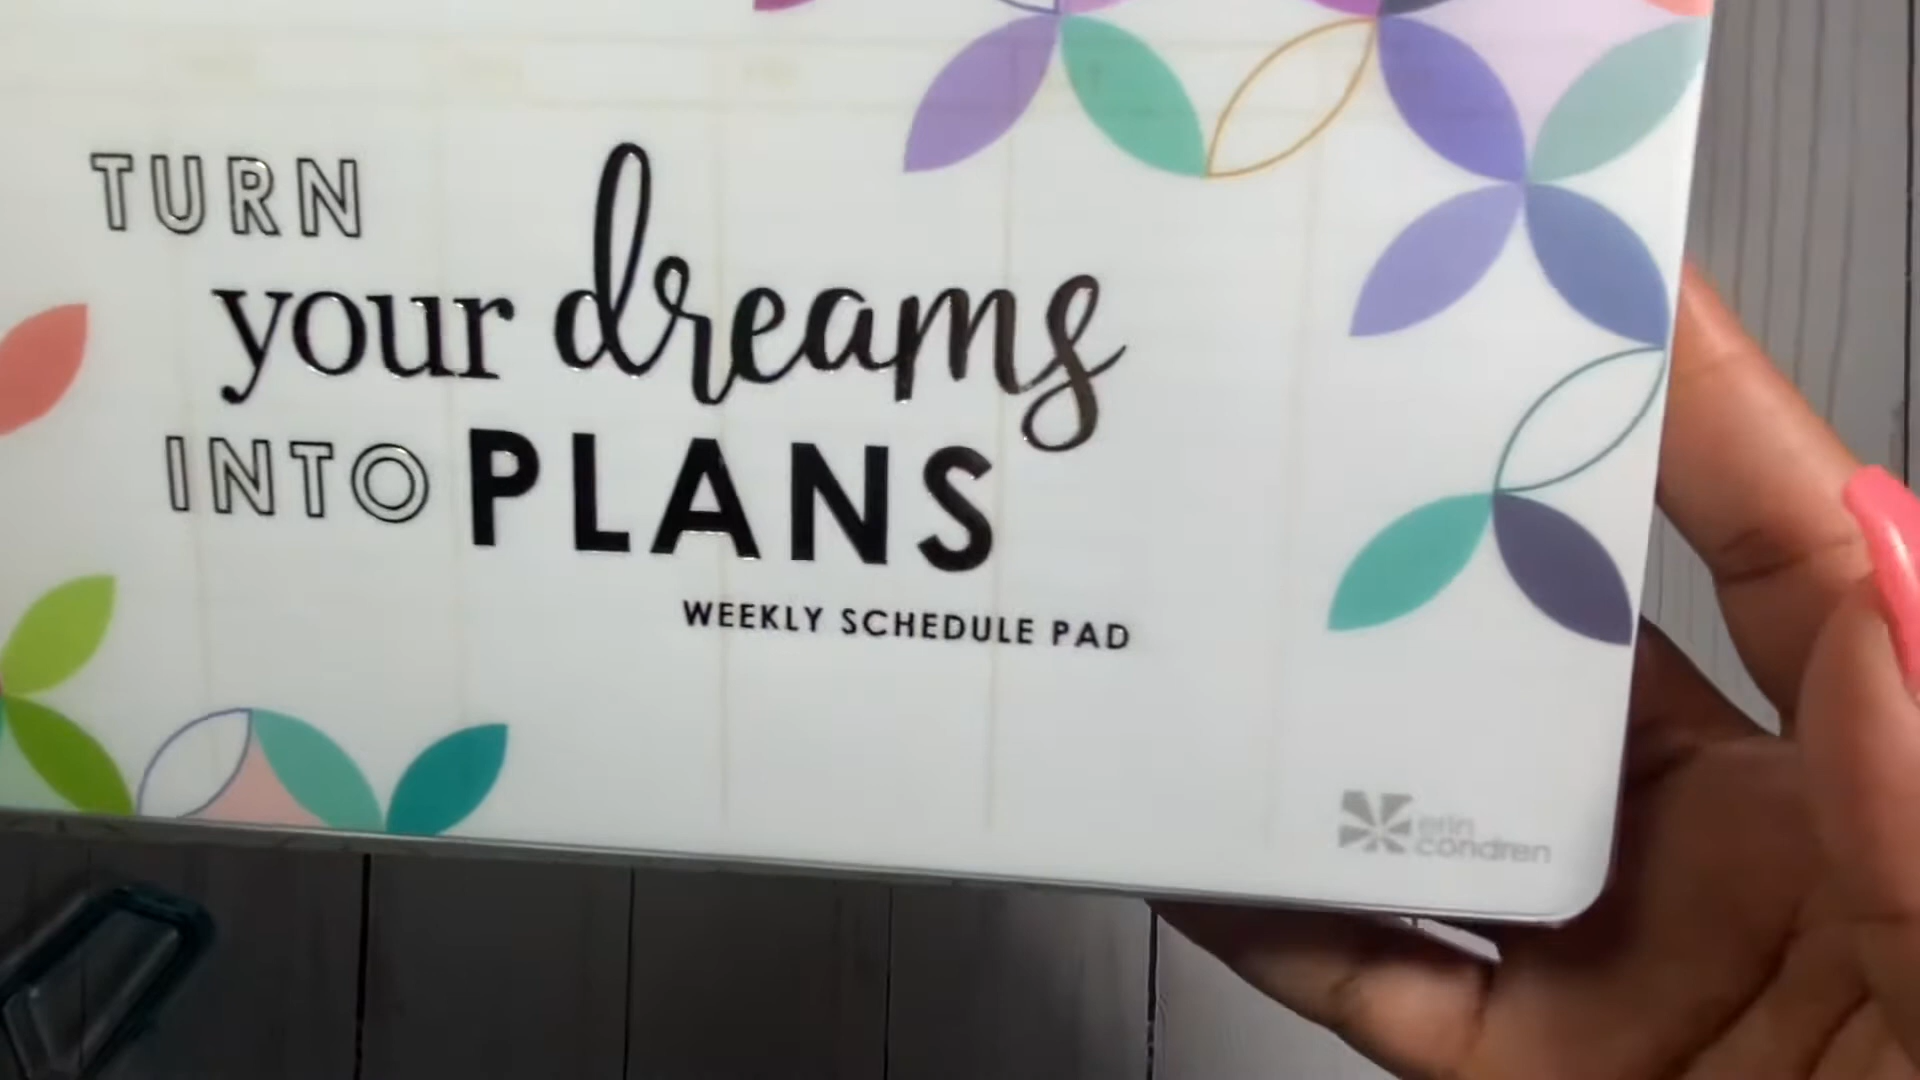 TURN
your dreams
INTO PLANS
WEEKLY SCHEDULE PAD
erin
condren